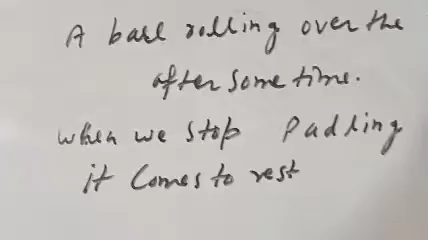 A ball rolling over the
after some time.
when we stop Padling
it comes to rest